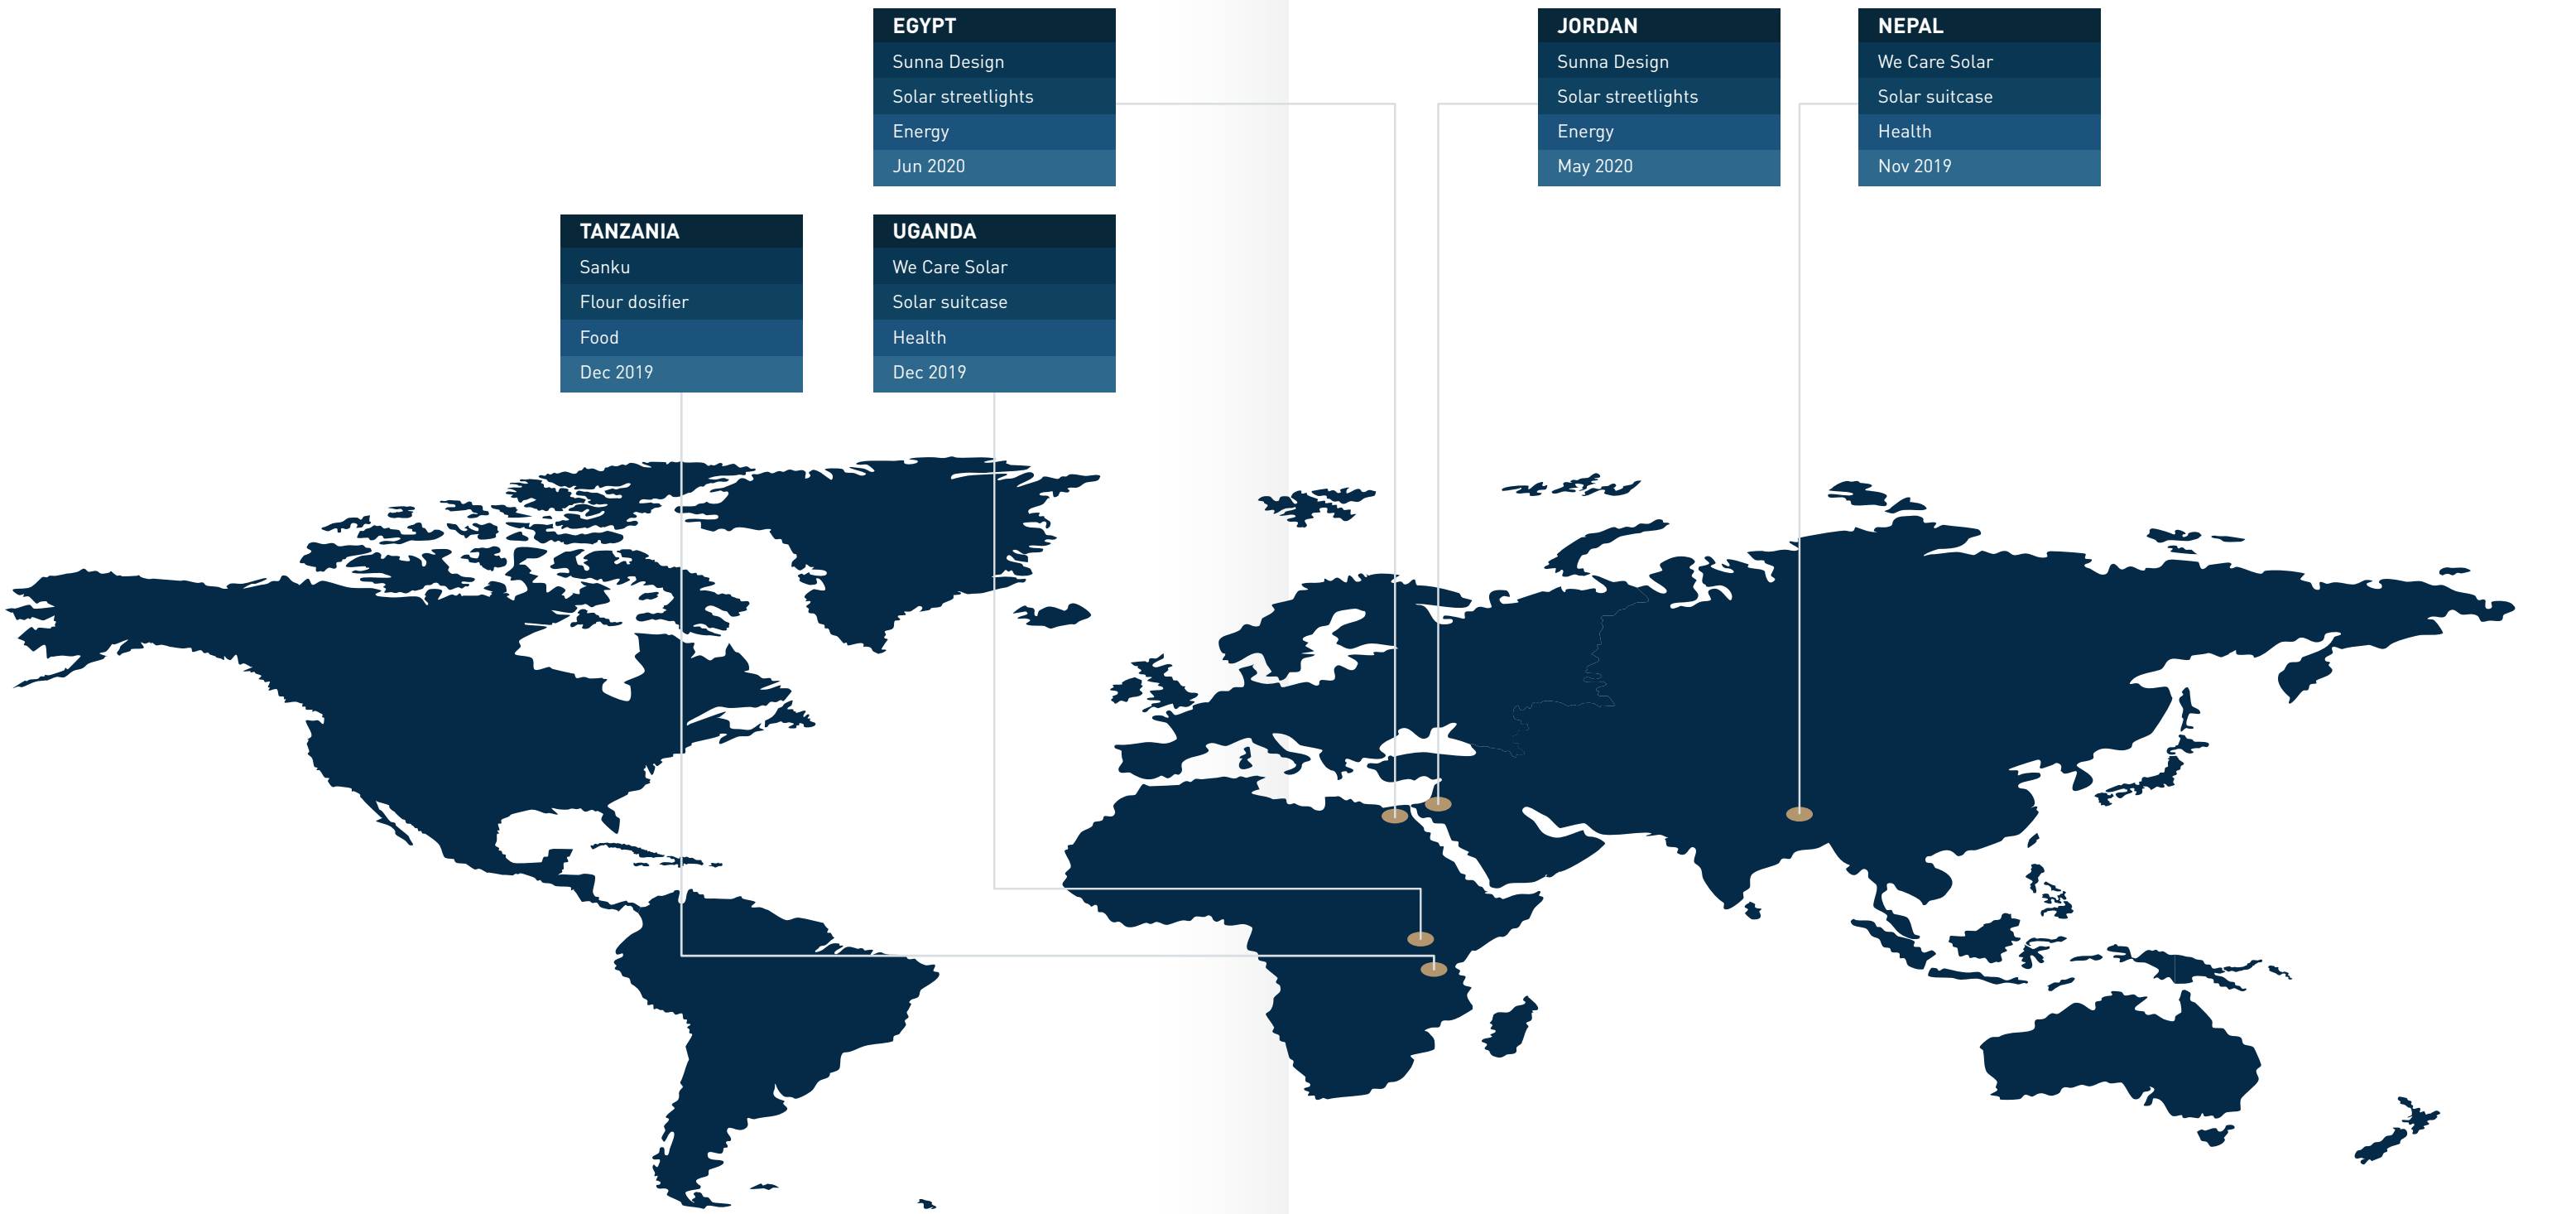 EGYPT
Sunna Design
Solar streetlights
Energy
Jun 2020
JORDAN
Sunna Design
Solar streetlights
Energy
May 2020
NEPAL
We Care Solar
Solar suitcase
Health
Nov 2019
TANZANIA
Sanku
Flour dosifier
Food
Dec 2019
UGANDA
We Care Solar
Solar suitcase
Health
Dec 2019